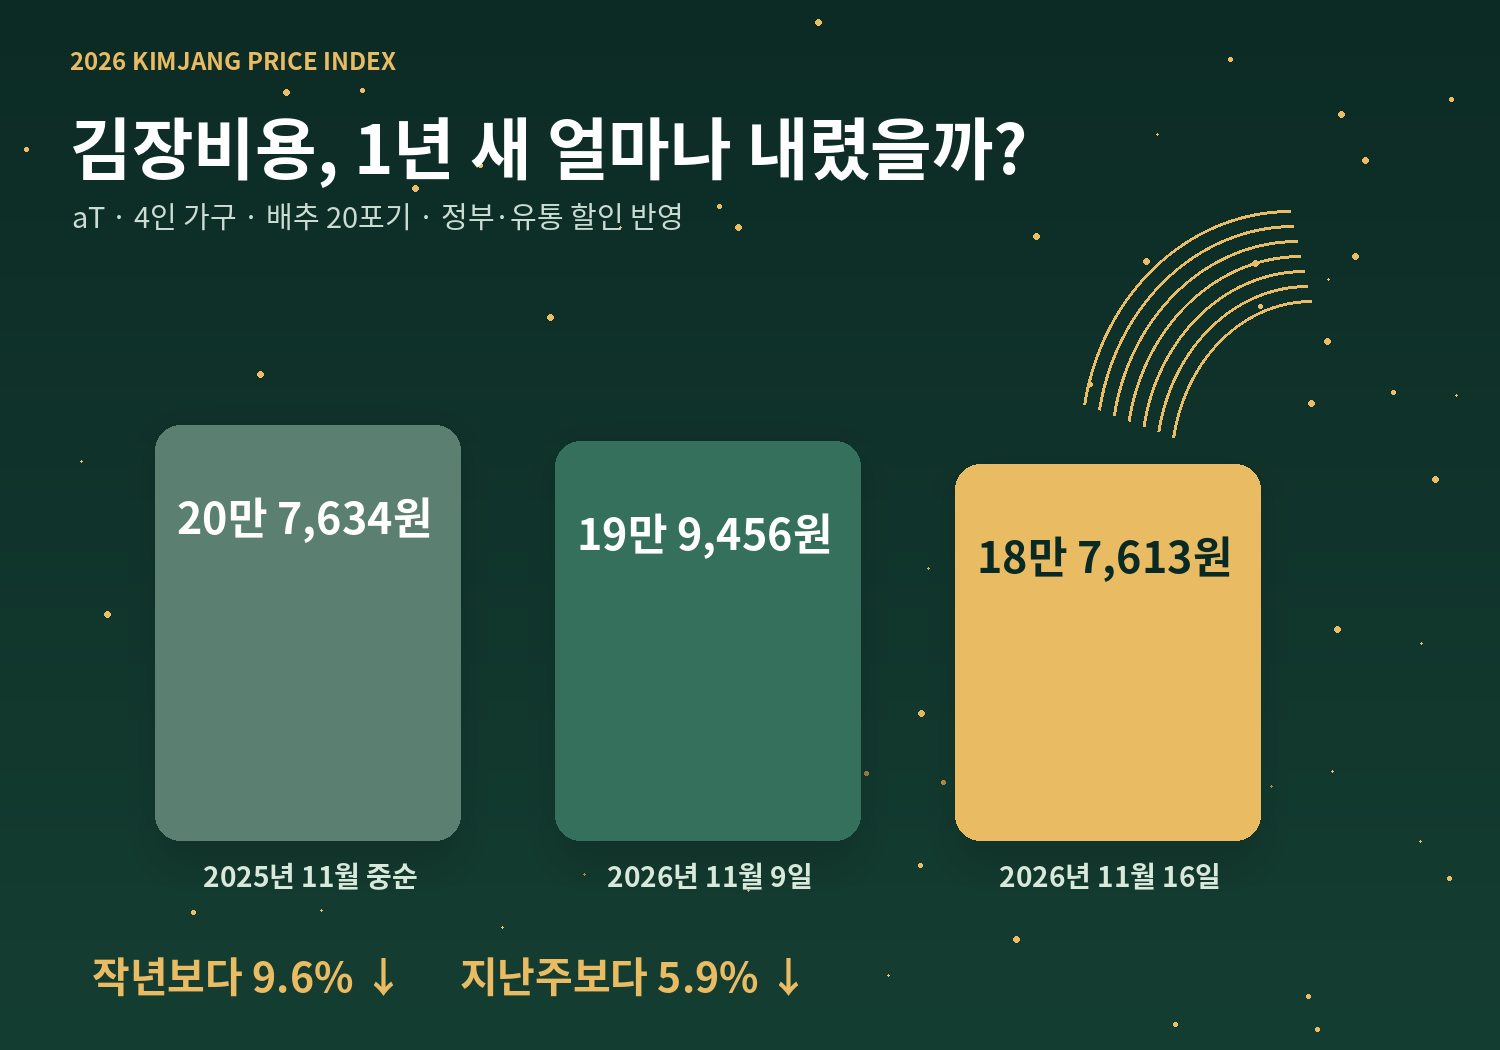 2026 KIMJANG PRICE INDEX
김장비용, 1년 새 얼마나 내렸을까?
aT · 4인 가구 · 배추 20포기 · 정부·유통 할인 반영
20만 7,634원
19만 9,456원
18만 7,613원
2025년 11월 중순
2026년 11월 9일
2026년 11월 16일
작년보다 9.6% ↓
지난주보다 5.9% ↓